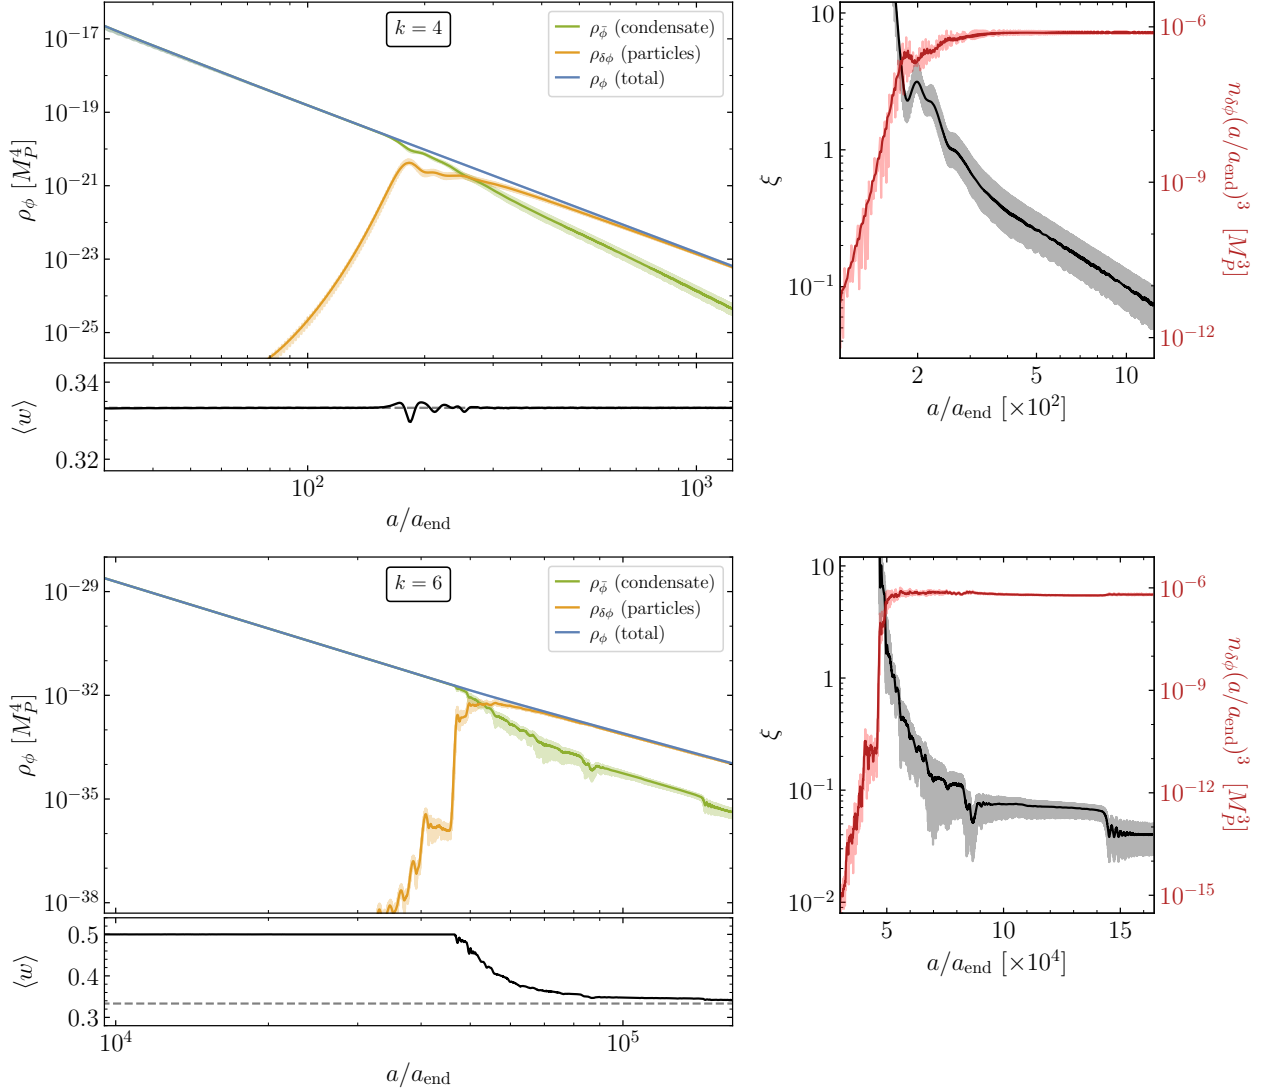 k = 4
ρ_φ̄ (condensate)
ρ_δφ (particles)
ρ_φ (total)
10^−17
10^−19
10^−21
10^−23
10^−25
ρ_φ [M_P^4]
0.34
0.32
⟨w⟩
10^2
10^3
a/a_end
10
1
10^−1
ξ
10^−6
10^−9
10^−12
n_δφ(a/a_end)^3 [M_P^3]
2
5
10
a/a_end [×10^2]
k = 6
ρ_φ̄ (condensate)
ρ_δφ (particles)
ρ_φ (total)
10^−29
10^−32
10^−35
10^−38
ρ_φ [M_P^4]
0.5
0.4
0.3
⟨w⟩
10^4
10^5
a/a_end
10
1
10^−1
10^−2
ξ
10^−6
10^−9
10^−12
10^−15
n_δφ(a/a_end)^3 [M_P^3]
5
10
15
a/a_end [×10^4]